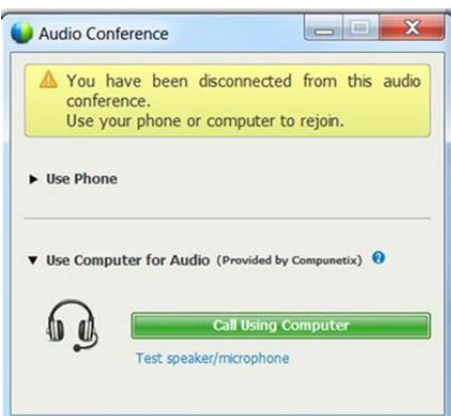 Audio Conference
You have been disconnected from this audio
conference.
Use your phone or computer to rejoin.
Use Phone
Use Computer for Audio (Provided by Compunetix) ?
Call Using Computer
Test speaker/microphone